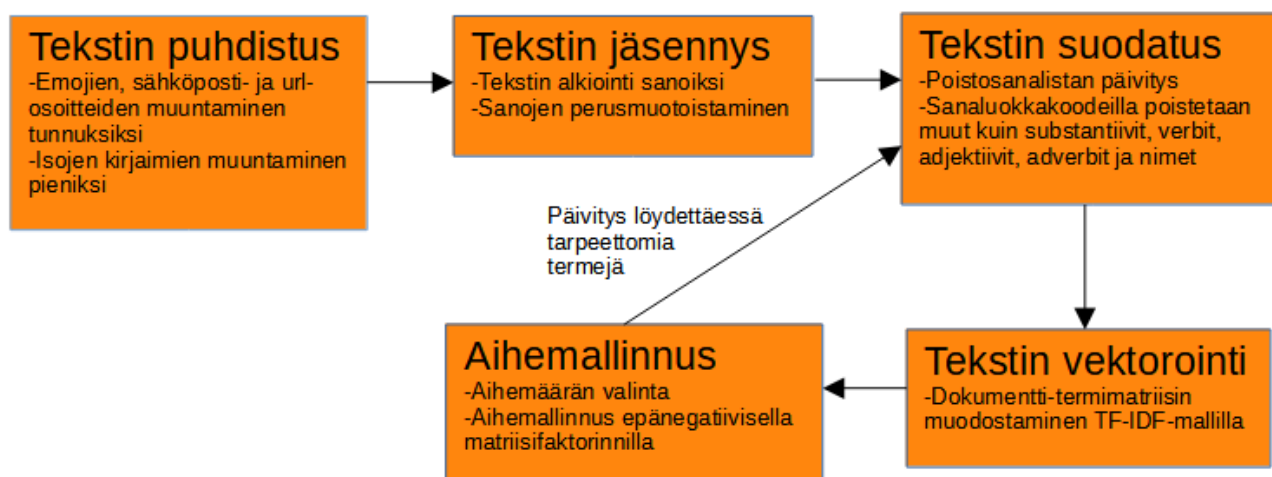 Tekstin puhdistus
-Emojien, sähköposti- ja url-
osoitteiden muuntaminen
tunnuksiksi
-Isojen kirjaimien muuntaminen
pieniksi
Tekstin jäsennys
-Tekstin alkiointi sanoiksi
-Sanojen perusmuotoistaminen
Tekstin suodatus
-Poistosanalistan päivitys
-Sanaluokkakoodeilla poistetaan
muut kuin substantiivit, verbit,
adjektiivit, adverbit ja nimet
Päivitys löydettäessä
tarpeettomia
termejä
Tekstin vektorointi
-Dokumentti-termimatriisin
muodostaminen TF-IDF-mallilla
Aihemallinnus
-Aihemäärän valinta
-Aihemallinnus epänegatiivisella
matriisifaktorinnilla